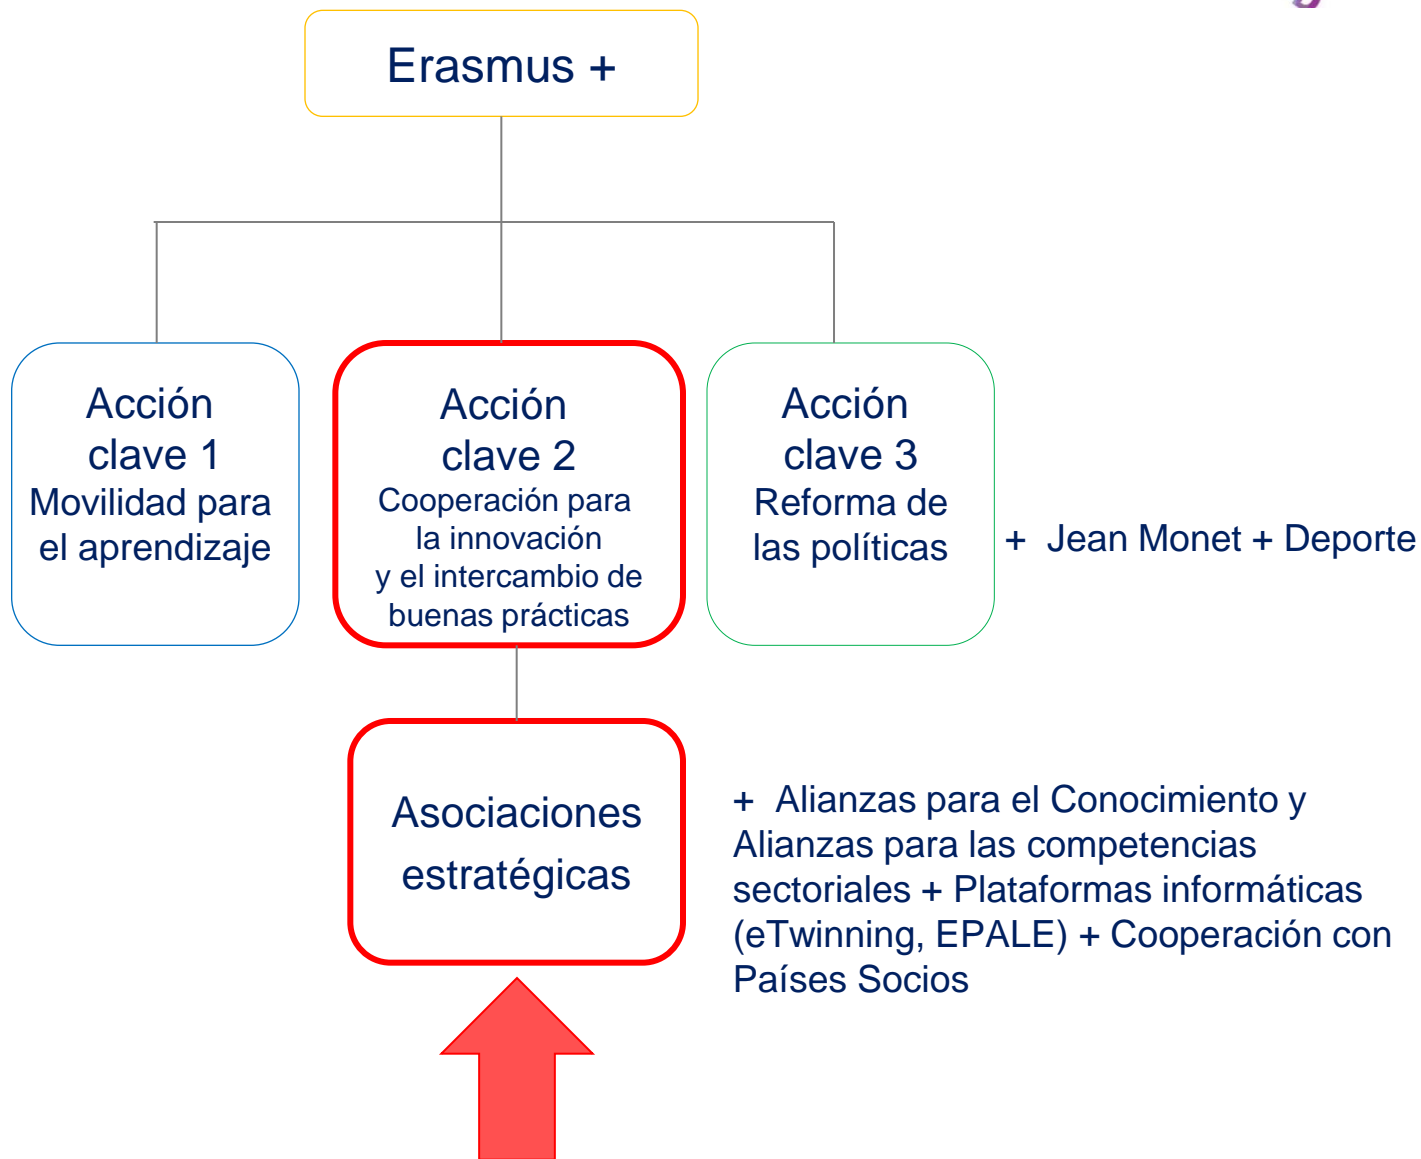 Erasmus +
Acción
clave 1
Movilidad para
el aprendizaje
Acción
clave 2
Cooperación para
la innovación
y el intercambio de
buenas prácticas
Acción
clave 3
Reforma de
las políticas
+ Jean Monet + Deporte
Asociaciones
estratégicas
+ Alianzas para el Conocimiento y
Alianzas para las competencias
sectoriales + Plataformas informáticas
(eTwinning, EPALE) + Cooperación con
Países Socios